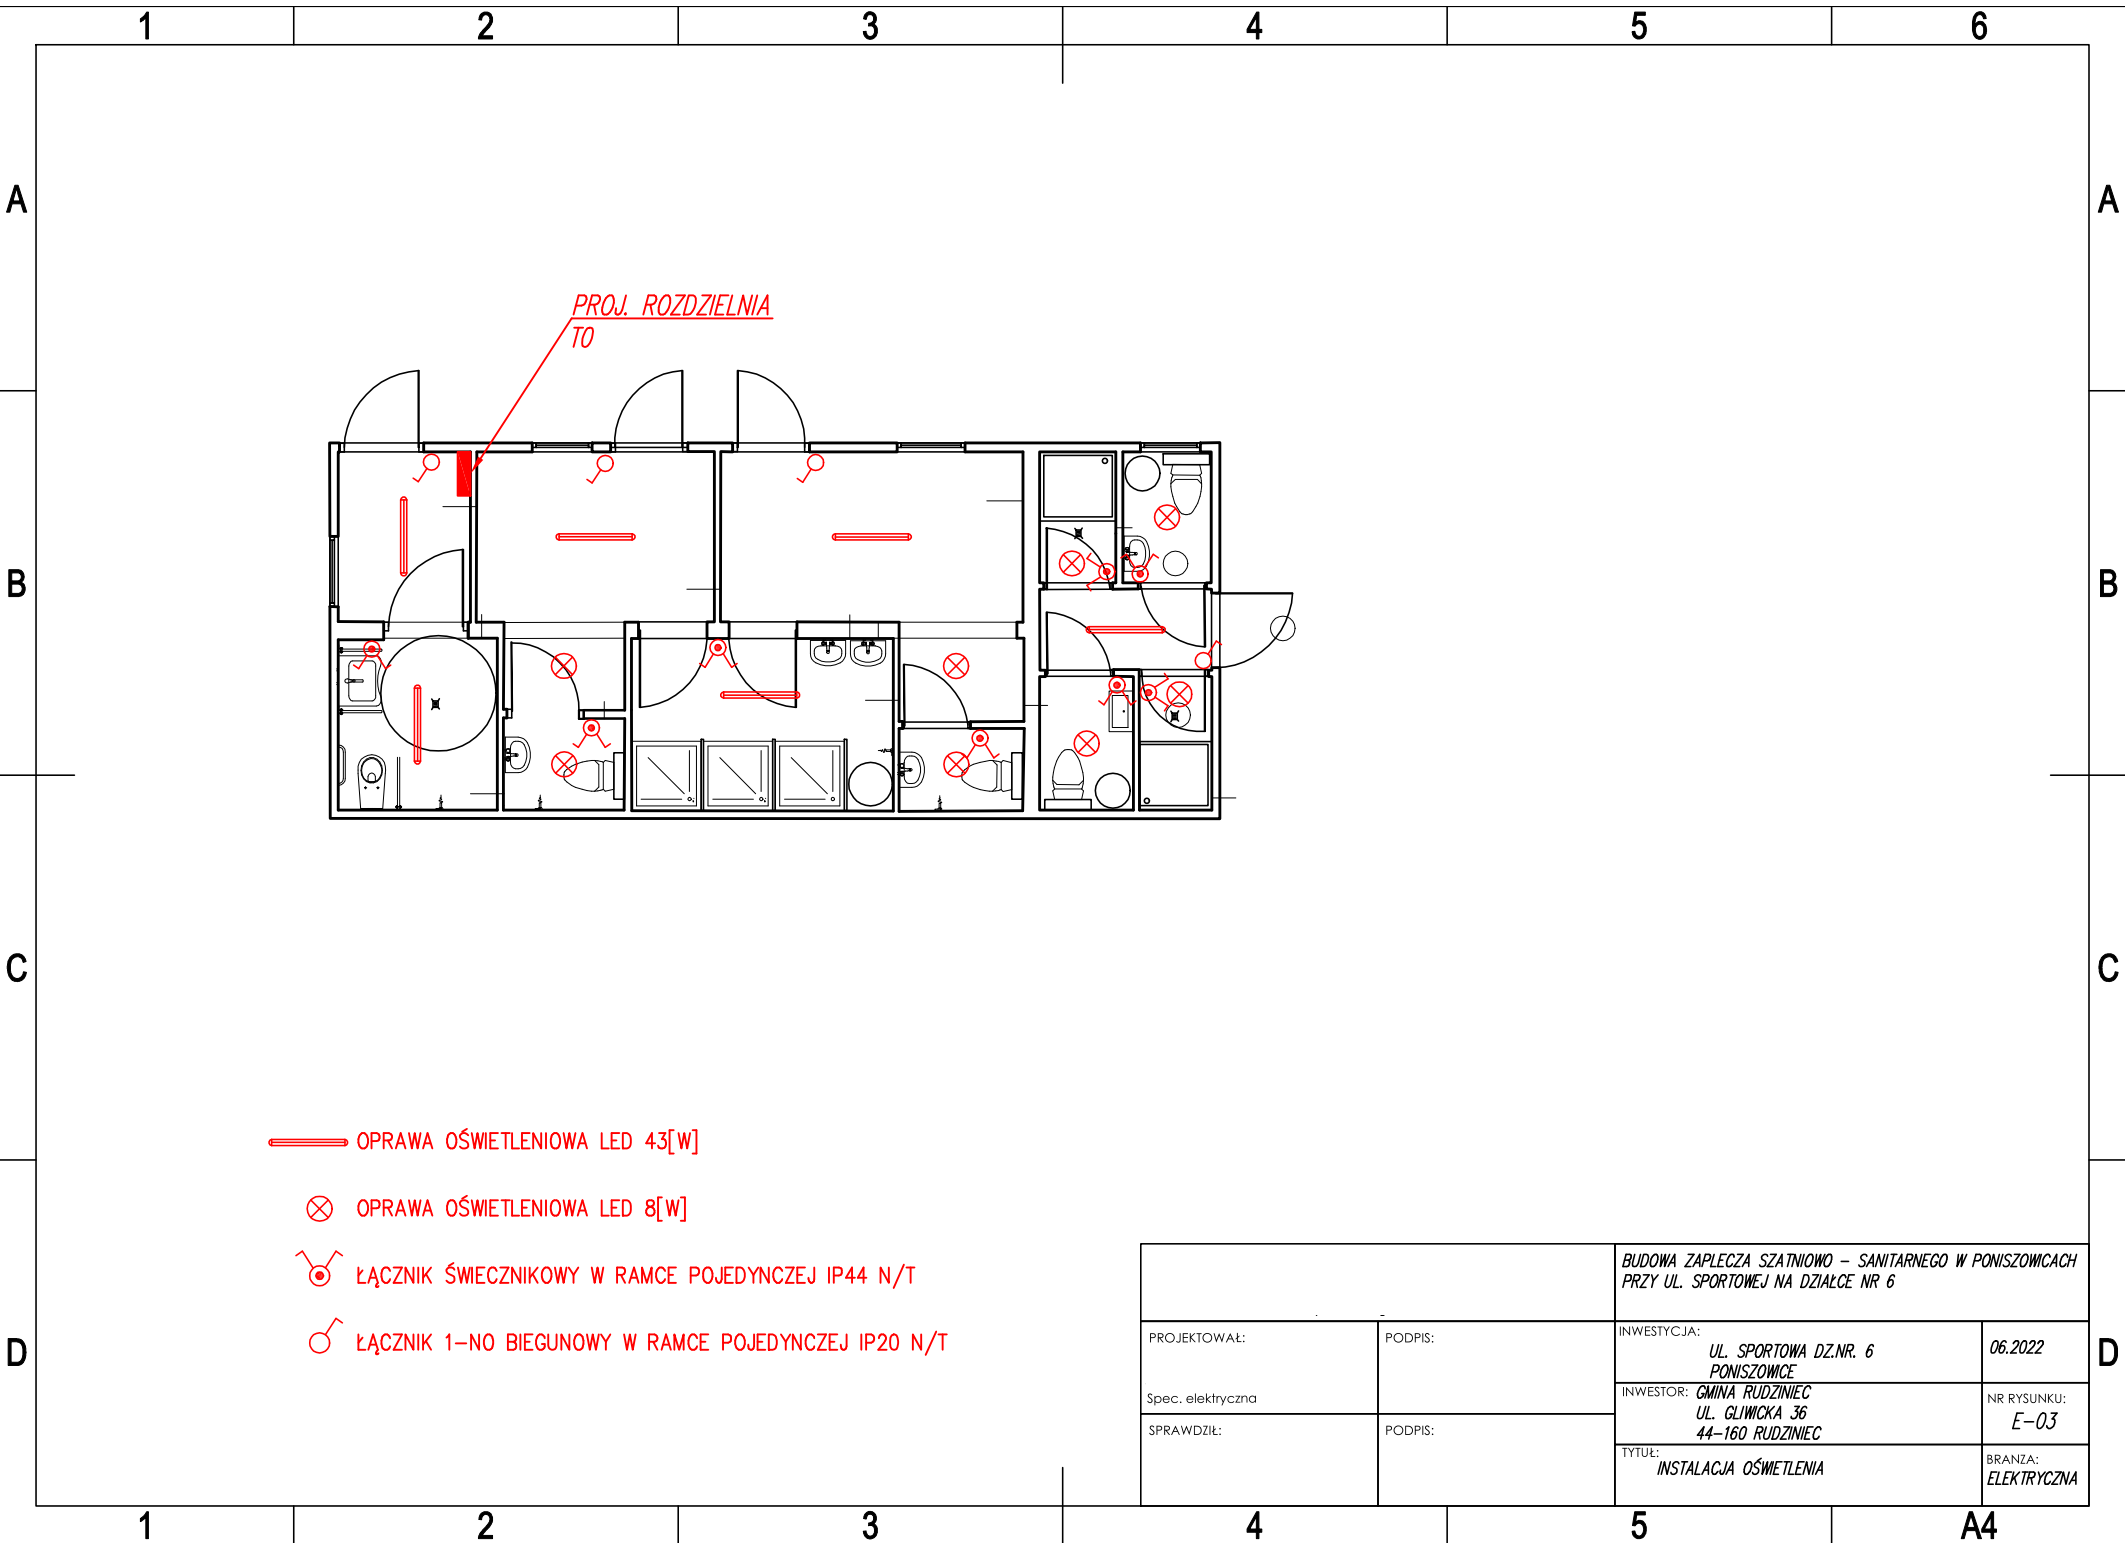 1 2 3 4 5 6
A A
PROJ. ROZDZIELNIA
T0
B B
C C
OPRAWA OŚWIETLENIOWA LED 43[W]
OPRAWA OŚWIETLENIOWA LED 8[W]
ŁĄCZNIK ŚWIECZNIKOWY W RAMCE POJEDYNCZEJ IP44 N/T
ŁĄCZNIK 1-NO BIEGUNOWY W RAMCE POJEDYNCZEJ IP20 N/T
D D
BUDOWA ZAPLECZA SZATNIOWO - SANITARNEGO W PONISZOWICACH
PRZY UL. SPORTOWEJ NA DZIAŁCE NR 6
PROJEKTOWAŁ:
Spec. elektryczna
PODPIS:
SPRAWDZIŁ:
PODPIS:
INWESTYCJA:
UL. SPORTOWA DZ.NR. 6
PONISZOWICE
06.2022
INWESTOR: GMINA RUDZINIEC
UL. GLIWICKA 36
44-160 RUDZINIEC
NR RYSUNKU:
E-03
TYTUŁ:
INSTALACJA OŚWIETLENIA
BRANZA:
ELEKTRYCZNA
1 2 3 4 5 A4